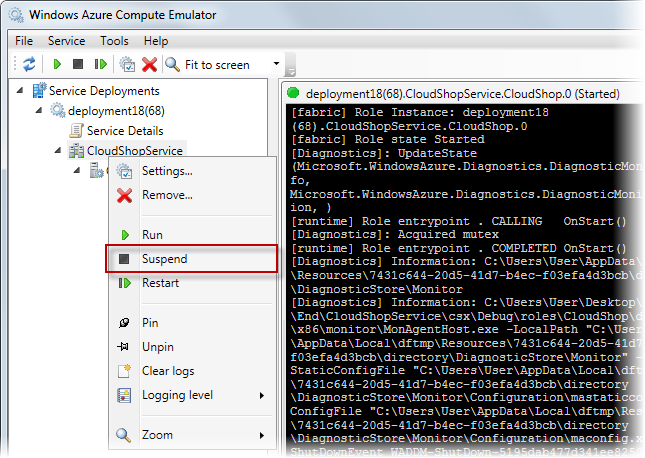 Windows Azure Compute Emulator
File Service Tools Help
Fit to screen
Service Deployments
deployment18(68)
Service Details
CloudShopService
Settings...
Remove...
Run
Suspend
Restart
Pin
Unpin
Clear logs
Logging level
Zoom
deployment18(68).CloudShopService.CloudShop.0 (Started)
[fabric] Role Instance: deployment18
(68).CloudShopService.CloudShop.0
[fabric] Role state Started
[Diagnostics]: UpdateState
(Microsoft.WindowsAzure.Diagnostics.DiagnosticMoni
fo,
Microsoft.WindowsAzure.Diagnostics.DiagnosticMoni
ion, )
[runtime] Role entrypoint . CALLING OnStart()
[Diagnostics]: Acquired mutex
[runtime] Role entrypoint . COMPLETED OnStart()
[Diagnostics] Information: C:\Users\User\AppData\
\Resources\7431c644-20d5-41d7-b4ec-f03efa4d3bcb\d
\DiagnosticStore\Monitor
[Diagnostics] Information: C:\Users\User\Desktop\
\End\CloudShopService\csx\Debug\roles\CloudShop\d
\x86\monitor\MonAgentHost.exe -LocalPath "C:\User
\AppData\Local\dftmp\Resources\7431c644-20d5-41d7
f03efa4d3bcb\directory\DiagnosticStore\Monitor" -
StaticConfigFile "C:\Users\User\AppData\Local\dft
\7431c644-20d5-41d7-b4ec-f03efa4d3bcb\directory
\DiagnosticStore\Monitor\Configuration\mastaticco
ConfigFile "C:\Users\User\AppData\Local\dftmp\Res
\7431c644-20d5-41d7-b4ec-f03efa4d3bcb\directory
\DiagnosticStore\Monitor\Configuration\maconfig.x